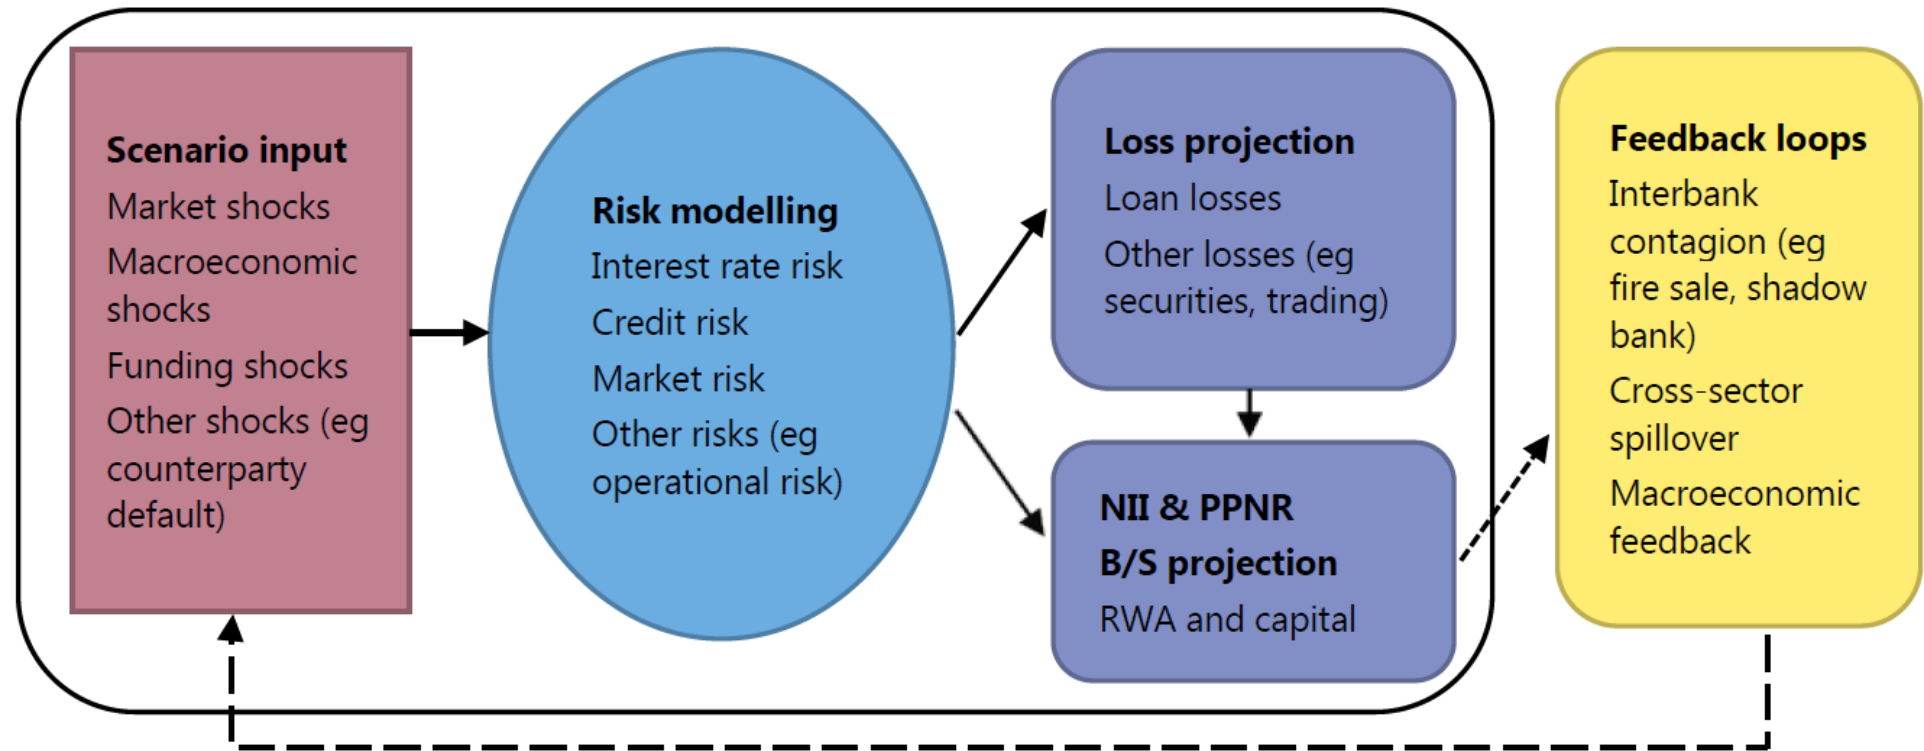 Scenario input
Market shocks
Macroeconomic
shocks
Funding shocks
Other shocks (eg
counterparty
default)
Risk modelling
Interest rate risk
Credit risk
Market risk
Other risks (eg
operational risk)
Loss projection
Loan losses
Other losses (eg
securities, trading)
NII & PPNR
B/S projection
RWA and capital
Feedback loops
Interbank
contagion (eg
fire sale, shadow
bank)
Cross-sector
spillover
Macroeconomic
feedback